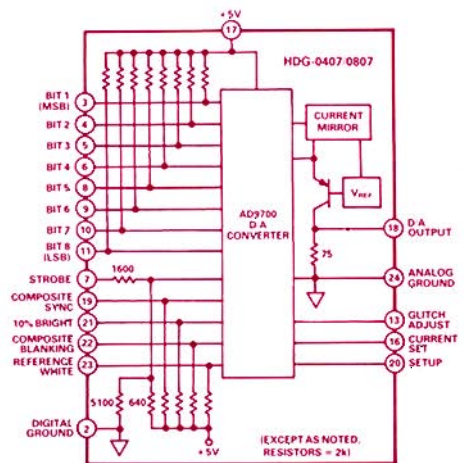 +5V
17
HDG-0407/0807
BIT 1
(MSB)
3
BIT 2
4
BIT 3
5
BIT 4
6
BIT 5
8
BIT 6
9
BIT 7
10
BIT 8
(LSB)
11
STROBE
7
1600
COMPOSITE
SYNC
19
10% BRIGHT
21
COMPOSITE
BLANKING
22
REFERENCE
WHITE
23
5100
640
DIGITAL
GROUND
2
+5V
AD9700
D/A
CONVERTER
CURRENT
MIRROR
VREF
75
18
D/A
OUTPUT
24
ANALOG
GROUND
13
GLITCH
ADJUST
16
CURRENT
SET
20
SETUP
(EXCEPT AS NOTED,
RESISTORS = 2k)